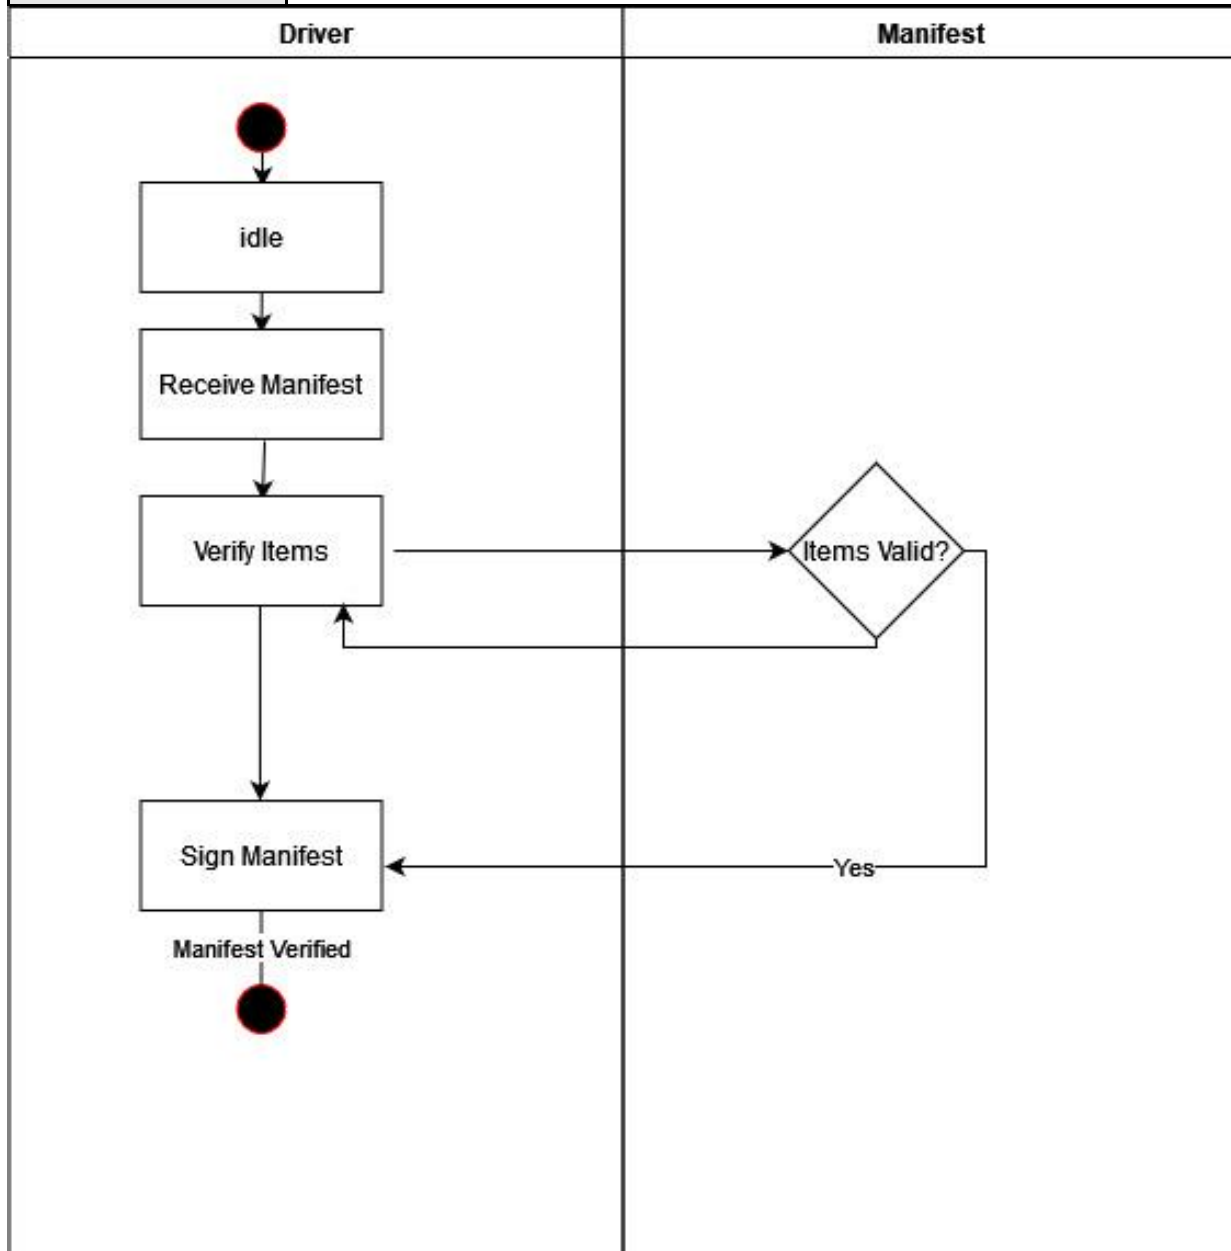 Driver
Manifest
idle
Receive Manifest
Verify Items
Items Valid?
Sign Manifest
Yes
Manifest Verified